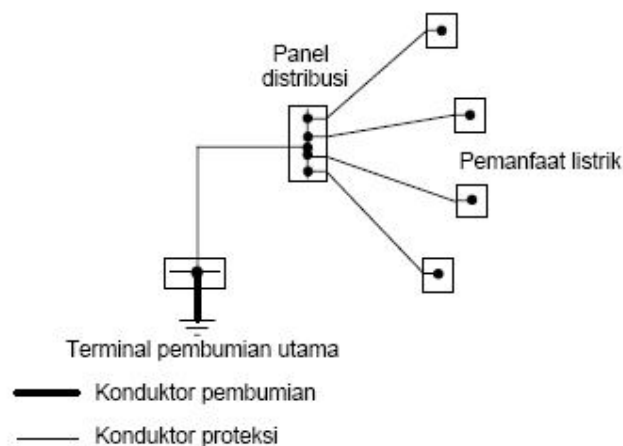 Panel
distribusi
Pemanfaat listrik
Terminal pembumian utama
Konduktor pembumian
Konduktor proteksi